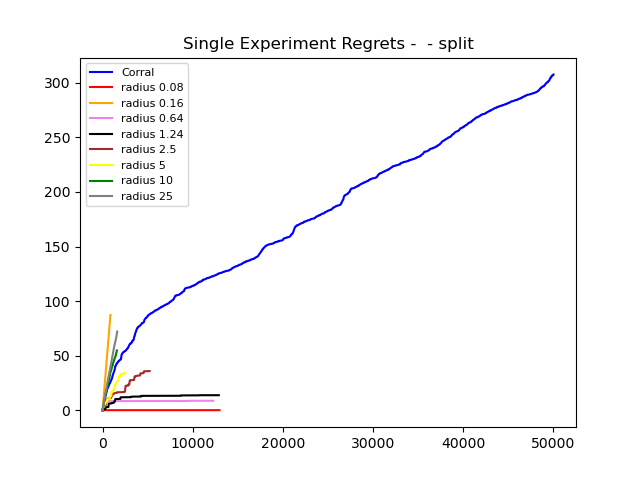 Single Experiment Regrets -  - split
Corral
radius 0.08
radius 0.16
radius 0.64
radius 1.24
radius 2.5
radius 5
radius 10
radius 25
300
250
200
150
100
50
0
0 10000 20000 30000 40000 50000